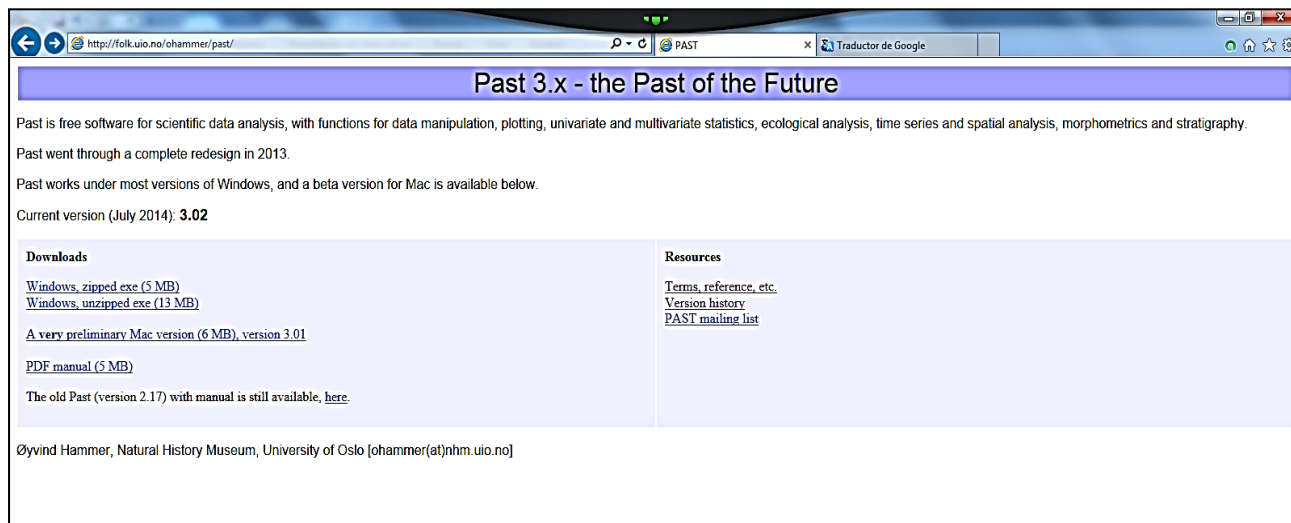 http://folk.uio.no/ohammer/past/
PAST
Traductor de Google
Past 3.x - the Past of the Future
Past is free software for scientific data analysis, with functions for data manipulation, plotting, univariate and multivariate statistics, ecological analysis, time series and spatial analysis, morphometrics and stratigraphy.
Past went through a complete redesign in 2013.
Past works under most versions of Windows, and a beta version for Mac is available below.
Current version (July 2014): 3.02
Downloads
Windows, zipped exe (5 MB)
Windows, unzipped exe (13 MB)
A very preliminary Mac version (6 MB), version 3.01
PDF manual (5 MB)
The old Past (version 2.17) with manual is still available, here.
Resources
Terms, reference, etc.
Version history
PAST mailing list
Øyvind Hammer, Natural History Museum, University of Oslo [ohammer(at)nhm.uio.no]